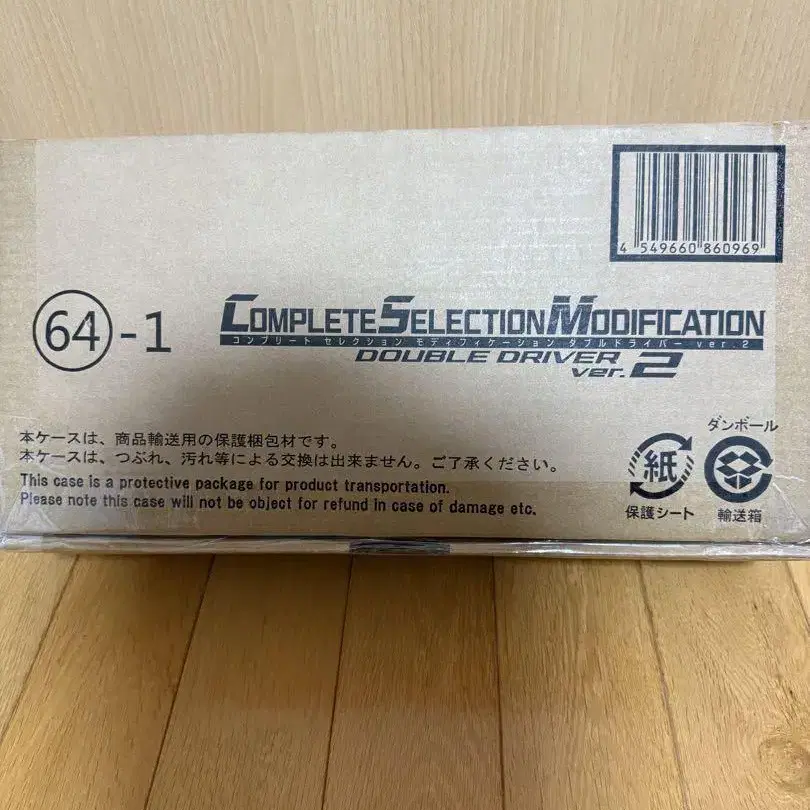 4 549660 860969
64-1
COMPLETE SELECTION MODIFICATION
コンプリート セレクション モディフィケーション ダブルドライバー ver.2
DOUBLE DRIVER
ver.2
本ケースは、商品輸送用の保護梱包材です。
本ケースは、つぶれ、汚れ等による交換は出来ません。ご了承ください。
This case is a protective package for product transportation.
Please note this case will not be object for refund in case of damage etc.
紙
保護シート
ダンボール
輸送箱